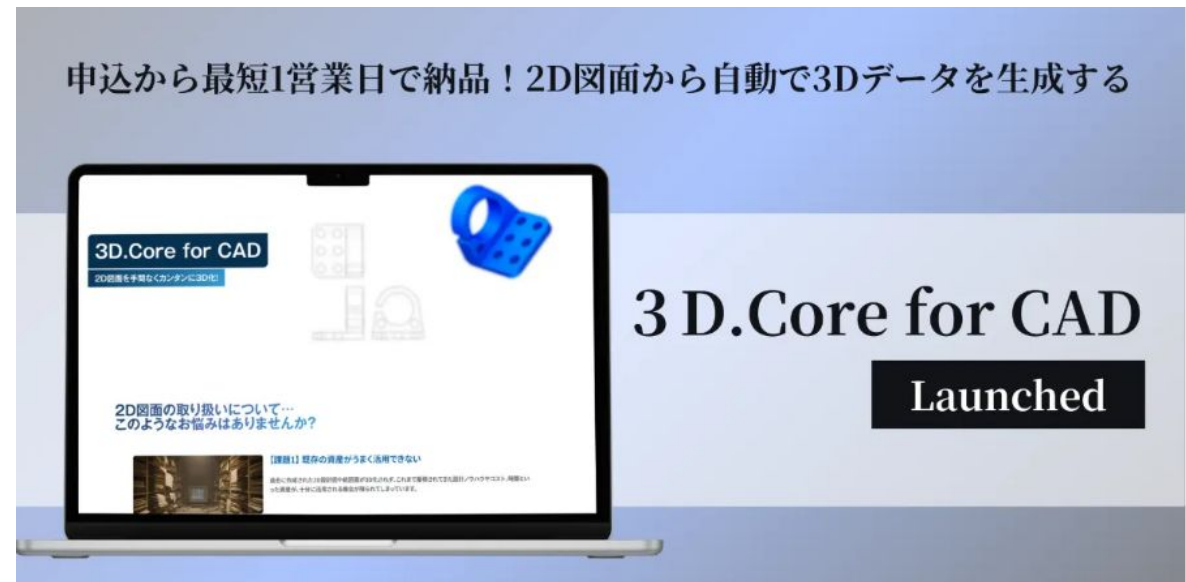 申込から最短1営業日で納品！2D図面から自動で3Dデータを生成する
3D.Core for CAD
2D図面を手間なくカンタンに3D化!
2D図面の取り扱いについて…
このようなお悩みはありませんか？
【課題1】既存の資産がうまく活用できない
３D.Core for CAD
Launched